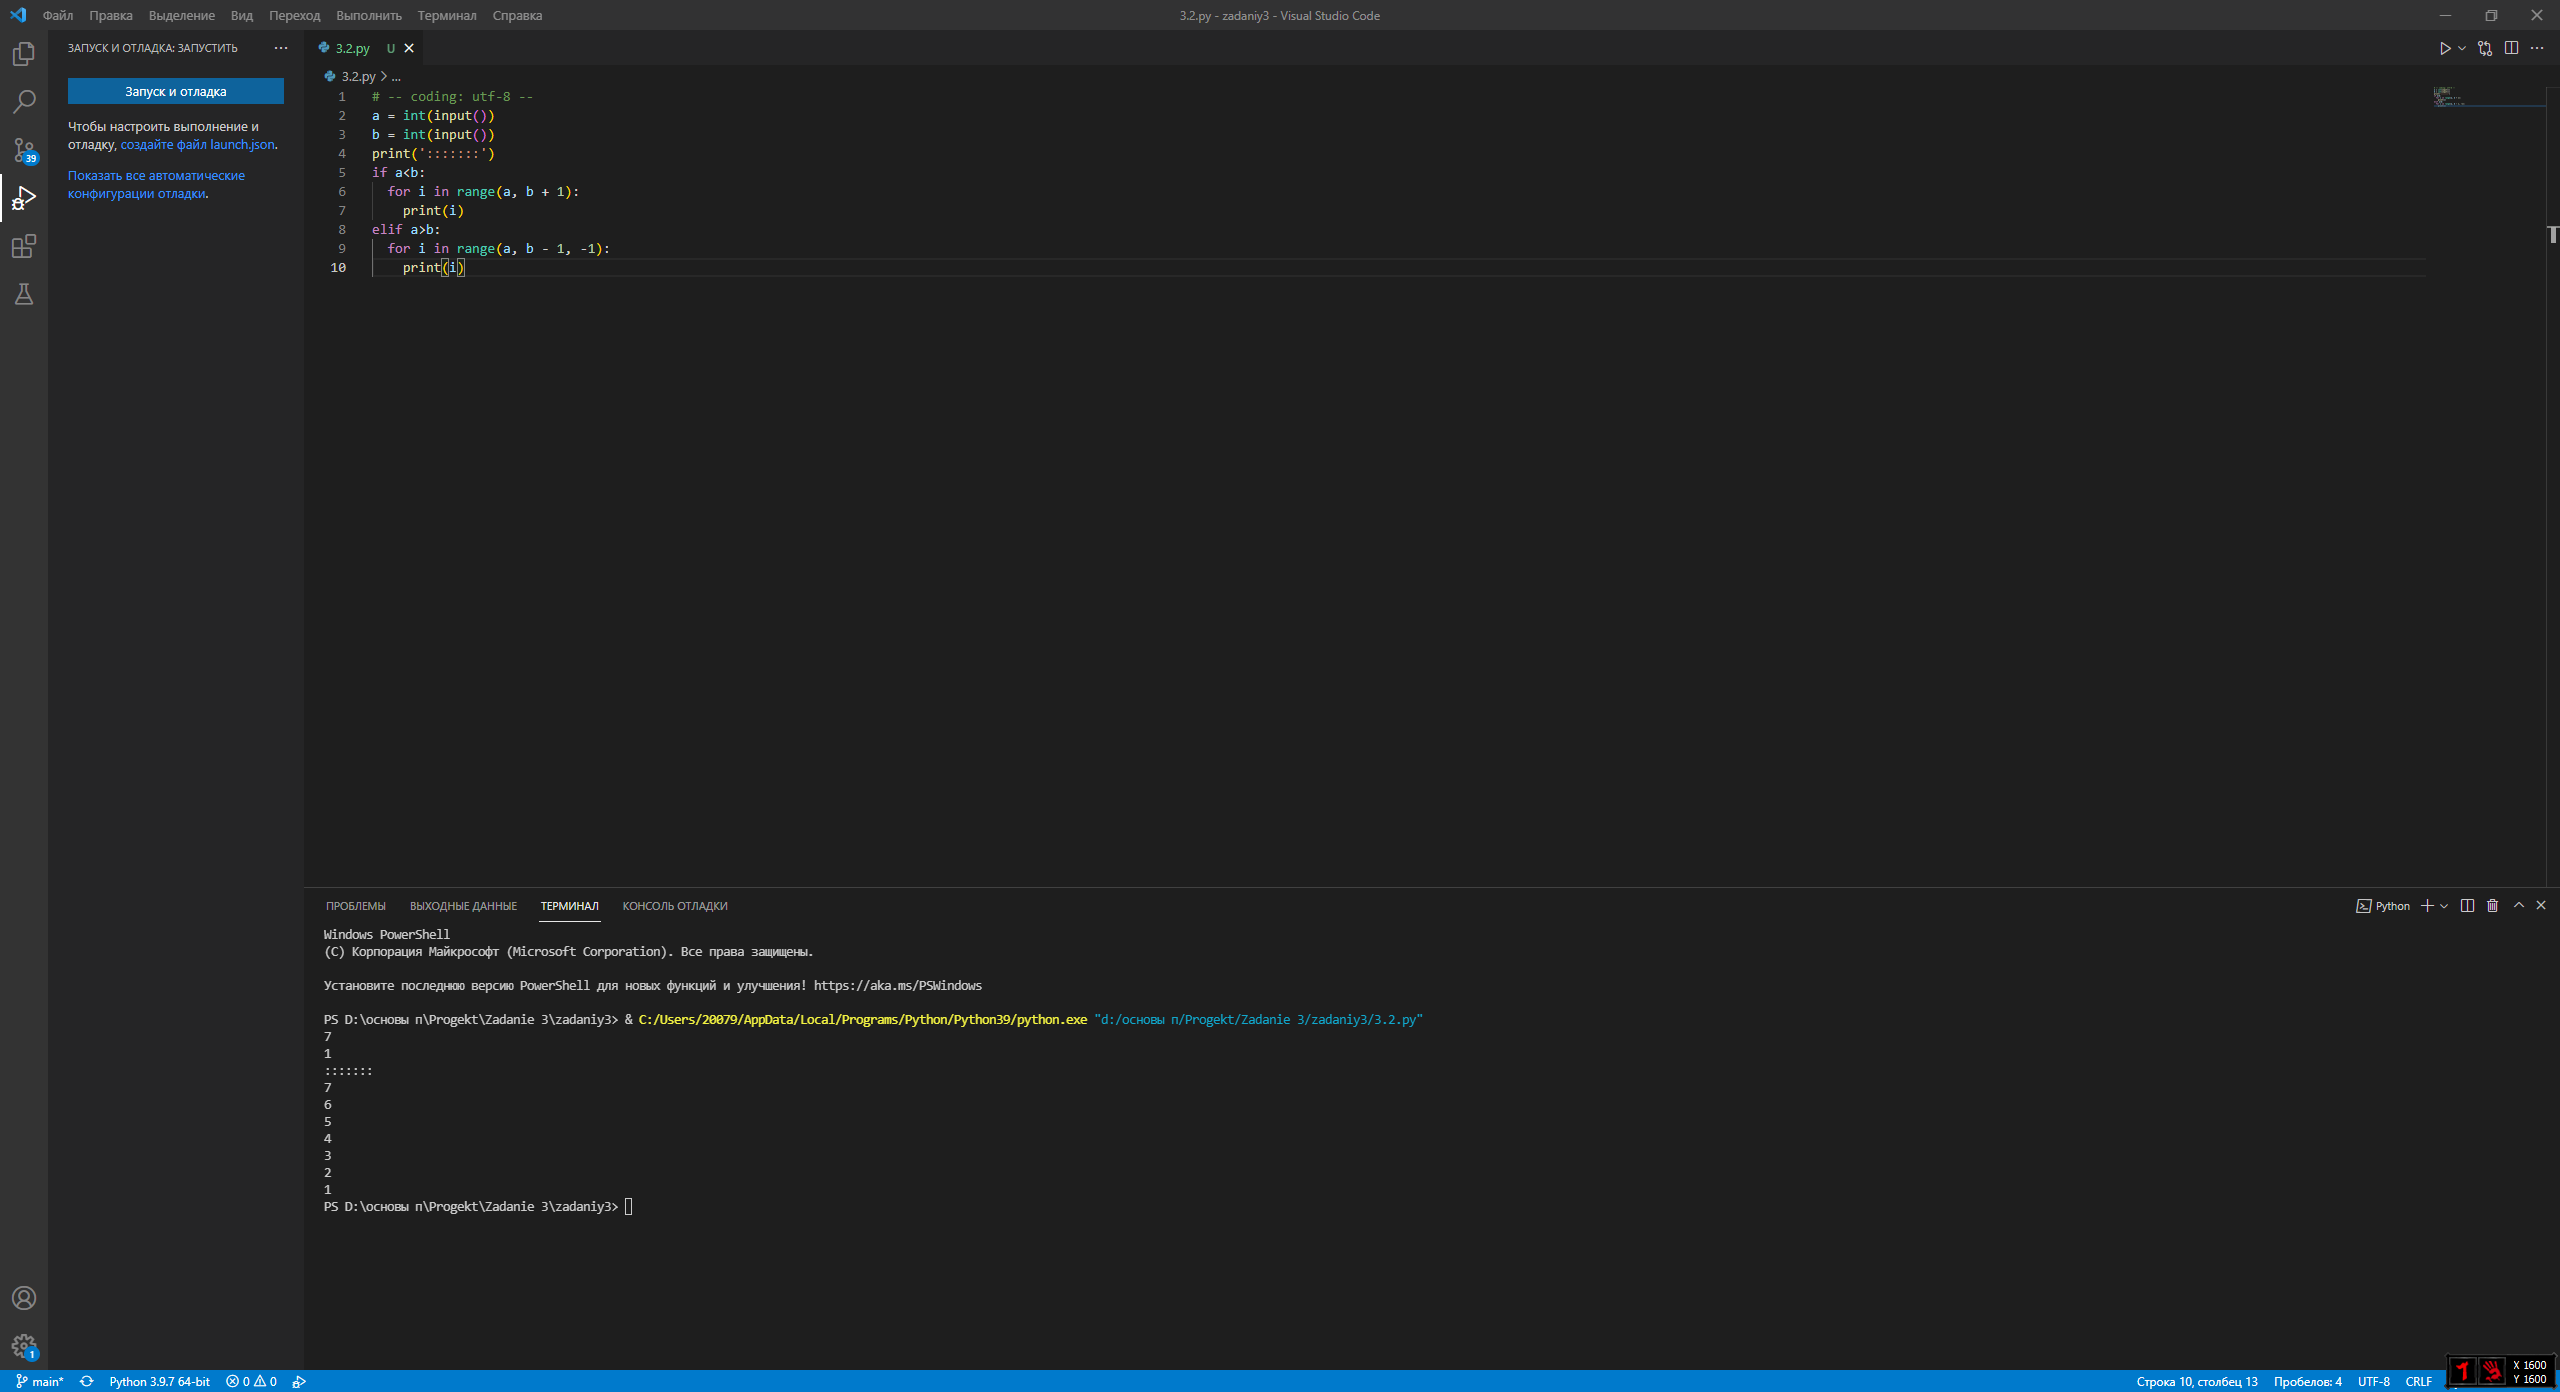 Файл Правка Выделение Вид Переход Выполнить Терминал Справка
3.2.py - zadaniy3 - Visual Studio Code
ЗАПУСК И ОТЛАДКА: ЗАПУСТИТЬ ···
Запуск и отладка
Чтобы настроить выполнение и
отладку, создайте файл launch.json.
Показать все автоматические
конфигурации отладки.
39
1
3.2.py U
3.2.py > ...
1 # -- coding: utf-8 --
2 a = int(input())
3 b = int(input())
4 print(':::::::')
5 if a<b:
6   for i in range(a, b + 1):
7     print(i)
8 elif a>b:
9   for i in range(a, b - 1, -1):
10     print(i)
ПРОБЛЕМЫ ВЫХОДНЫЕ ДАННЫЕ ТЕРМИНАЛ КОНСОЛЬ ОТЛАДКИ
Python
Windows PowerShell
(C) Корпорация Майкрософт (Microsoft Corporation). Все права защищены.
Установите последнюю версию PowerShell для новых функций и улучшения! https://aka.ms/PSWindows
PS D:\основы п\Progekt\Zadanie 3\zadaniy3> & C:/Users/20079/AppData/Local/Programs/Python/Python39/python.exe "d:/основы п/Progekt/Zadanie 3/zadaniy3/3.2.py"
7
1
:::::::
7
6
5
4
3
2
1
PS D:\основы п\Progekt\Zadanie 3\zadaniy3>
main* Python 3.9.7 64-bit 0 0
Строка 10, столбец 13 Пробелов: 4 UTF-8 CRLF
X 1600
Y 1600